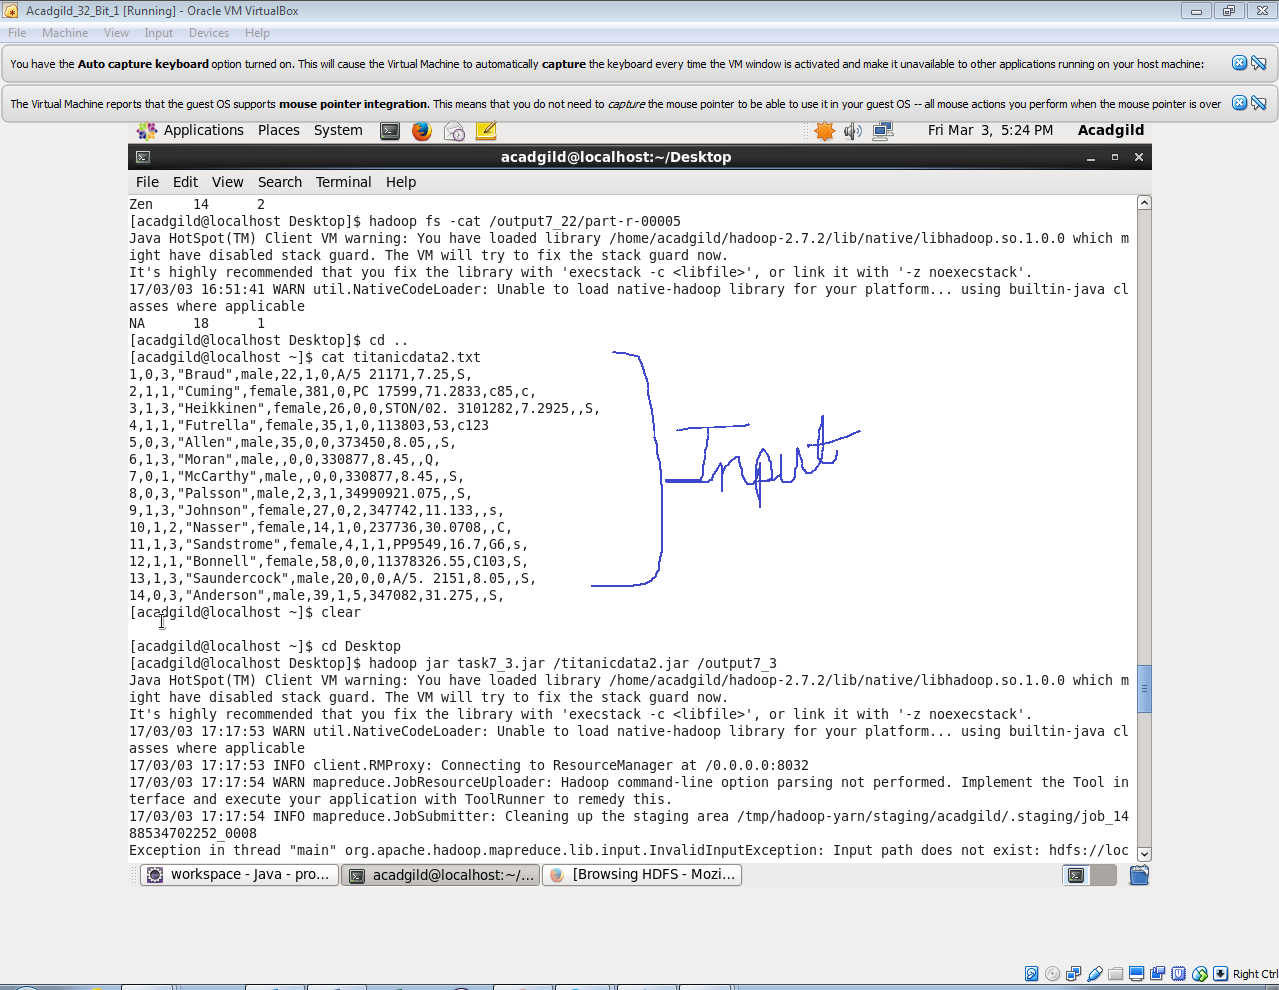 Acadgild_32_Bit_1 [Running] - Oracle VM VirtualBox
File Machine View Input Devices Help
You have the Auto capture keyboard option turned on. This will cause the Virtual Machine to automatically capture the keyboard every time the VM window is activated and make it unavailable to other applications running on your host machine:
The Virtual Machine reports that the guest OS supports mouse pointer integration. This means that you do not need to capture the mouse pointer to be able to use it in your guest OS -- all mouse actions you perform when the mouse pointer is over
Applications Places System Fri Mar 3, 5:24 PM Acadgild
acadgild@localhost:~/Desktop
File Edit View Search Terminal Help
Zen 14 2
[acadgild@localhost Desktop]$ hadoop fs -cat /output7_22/part-r-00005
Java HotSpot(TM) Client VM warning: You have loaded library /home/acadgild/hadoop-2.7.2/lib/native/libhadoop.so.1.0.0 which m
ight have disabled stack guard. The VM will try to fix the stack guard now.
It's highly recommended that you fix the library with 'execstack -c <libfile>', or link it with '-z noexecstack'.
17/03/03 16:51:41 WARN util.NativeCodeLoader: Unable to load native-hadoop library for your platform... using builtin-java cl
asses where applicable
NA 18 1
[acadgild@localhost Desktop]$ cd ..
[acadgild@localhost ~]$ cat titanicdata2.txt
1,0,3,"Braud",male,22,1,0,A/5 21171,7.25,S,
2,1,1,"Cuming",female,381,0,PC 17599,71.2833,c85,c,
3,1,3,"Heikkinen",female,26,0,0,STON/02. 3101282,7.2925,,S,
4,1,1,"Futrella",female,35,1,0,113803,53,c123
5,0,3,"Allen",male,35,0,0,373450,8.05,,S,
6,1,3,"Moran",male,,0,0,330877,8.45,,Q,
7,0,1,"McCarthy",male,,0,0,330877,8.45,,S,
8,0,3,"Palsson",male,2,3,1,34990921.075,,S,
9,1,3,"Johnson",female,27,0,2,347742,11.133,,s,
10,1,2,"Nasser",female,14,1,0,237736,30.0708,,C,
11,1,3,"Sandstrome",female,4,1,1,PP9549,16.7,G6,s,
12,1,1,"Bonnell",female,58,0,0,11378326.55,C103,S,
13,1,3,"Saundercock",male,20,0,0,A/5. 2151,8.05,,S,
14,0,3,"Anderson",male,39,1,5,347082,31.275,,S,
Input
[acadgild@localhost ~]$ clear
[acadgild@localhost ~]$ cd Desktop
[acadgild@localhost Desktop]$ hadoop jar task7_3.jar /titanicdata2.jar /output7_3
Java HotSpot(TM) Client VM warning: You have loaded library /home/acadgild/hadoop-2.7.2/lib/native/libhadoop.so.1.0.0 which m
ight have disabled stack guard. The VM will try to fix the stack guard now.
It's highly recommended that you fix the library with 'execstack -c <libfile>', or link it with '-z noexecstack'.
17/03/03 17:17:53 WARN util.NativeCodeLoader: Unable to load native-hadoop library for your platform... using builtin-java cl
asses where applicable
17/03/03 17:17:53 INFO client.RMProxy: Connecting to ResourceManager at /0.0.0.0:8032
17/03/03 17:17:54 WARN mapreduce.JobResourceUploader: Hadoop command-line option parsing not performed. Implement the Tool in
terface and execute your application with ToolRunner to remedy this.
17/03/03 17:17:54 INFO mapreduce.JobSubmitter: Cleaning up the staging area /tmp/hadoop-yarn/staging/acadgild/.staging/job_14
88534702252_0008
Exception in thread "main" org.apache.hadoop.mapreduce.lib.input.InvalidInputException: Input path does not exist: hdfs://loc
workspace - Java - pro... acadgild@localhost:~/... [Browsing HDFS - Mozi...
Right Ctrl